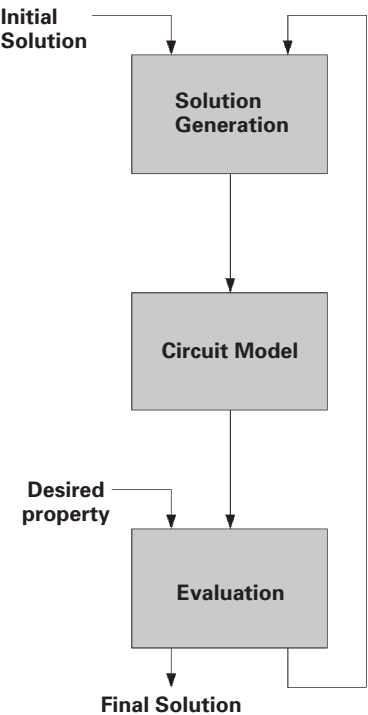 Initial
Solution
Solution
Generation
Circuit Model
Desired
property
Evaluation
Final Solution